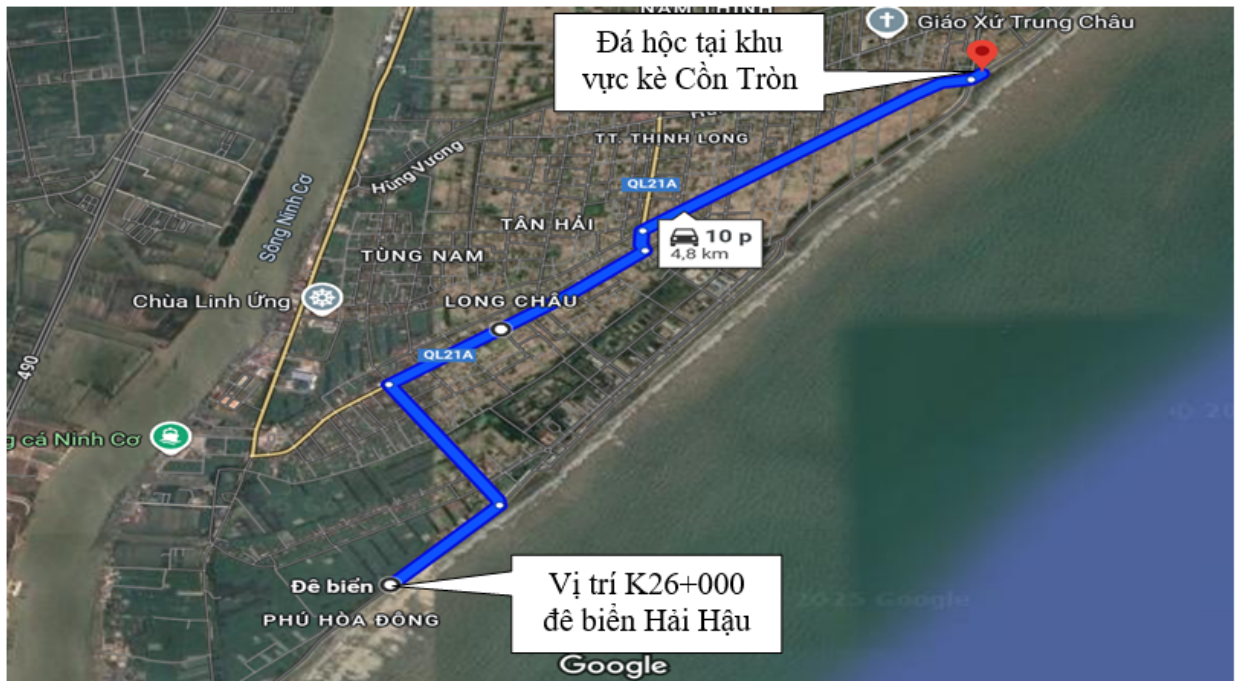 NAM THỊNH
Giáo Xứ Trung Châu
Đá hộc tại khu
vực kè Cồn Tròn
TT. THỊNH LONG
Hùng Vương
QL21A
Sông Ninh Cơ
TÂN HẢI
10 p
4,8 km
TÙNG NAM
Chùa Linh Ứng
LONG CHÂU
QL21A
490
g cá Ninh Cơ
Đê biển
Vị trí K26+000
đê biển Hải Hậu
PHÚ HÒA ĐÔNG
Google